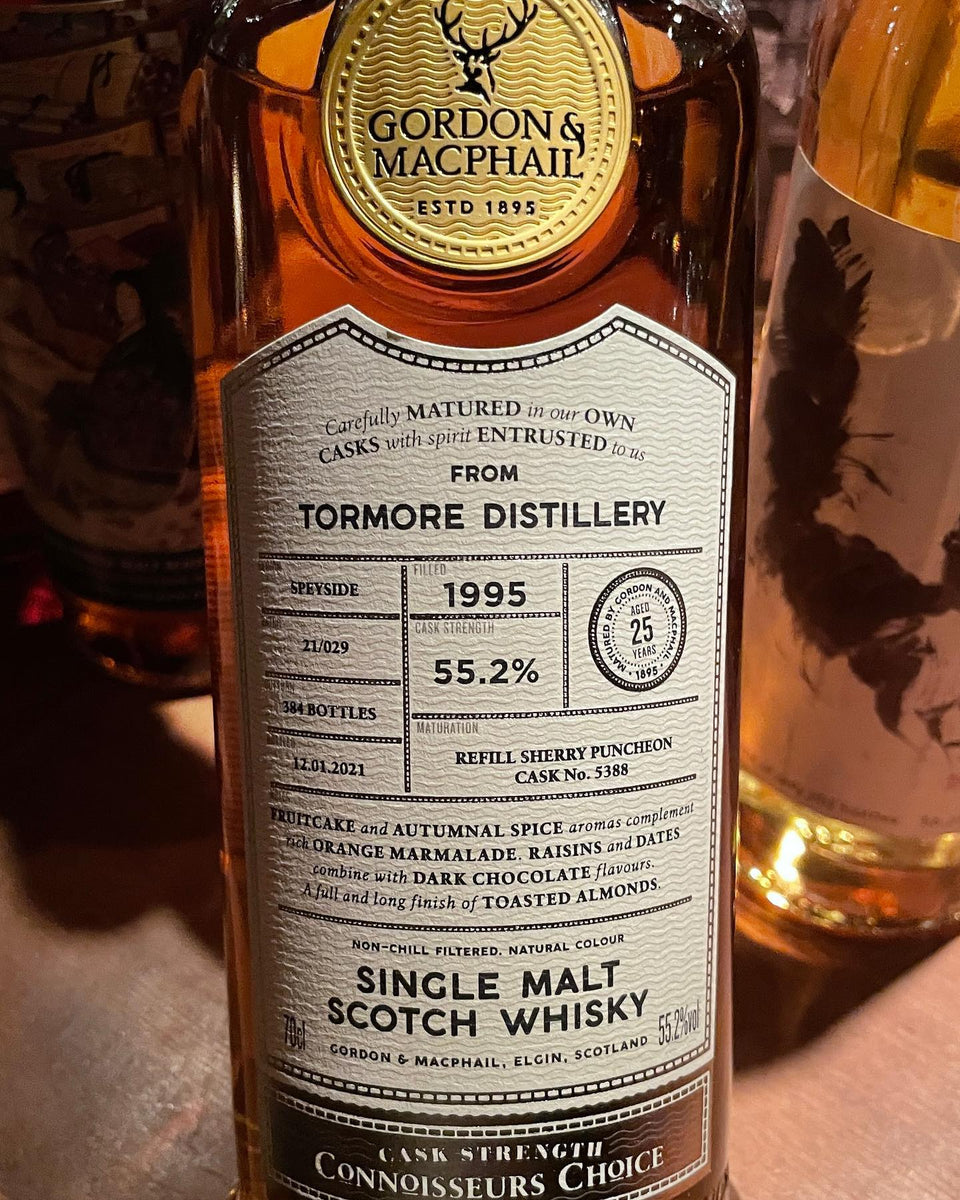 GORDON &
MACPHAIL
ESTD 1895
Carefully MATURED in our OWN
CASKS with spirit ENTRUSTED to us
FROM
TORMORE DISTILLERY
SPEYSIDE
21/029
384 BOTTLES
12.01.2021
FILLED
1995
CASK STRENGTH
55.2%
MATURED BY GORDON AND MACPHAIL
AGED
25
YEARS
• 1895 •
MATURATION
REFILL SHERRY PUNCHEON
CASK No. 5388
FRUITCAKE and AUTUMNAL SPICE aromas complement
rich ORANGE MARMALADE. RAISINS and DATES
combine with DARK CHOCOLATE flavours.
A full and long finish of TOASTED ALMONDS.
NON-CHILL FILTERED. NATURAL COLOUR
SINGLE MALT
SCOTCH WHISKY
70cl
55.2%vol
GORDON & MACPHAIL, ELGIN, SCOTLAND
CASK STRENGTH
CONNOISSEURS CHOICE